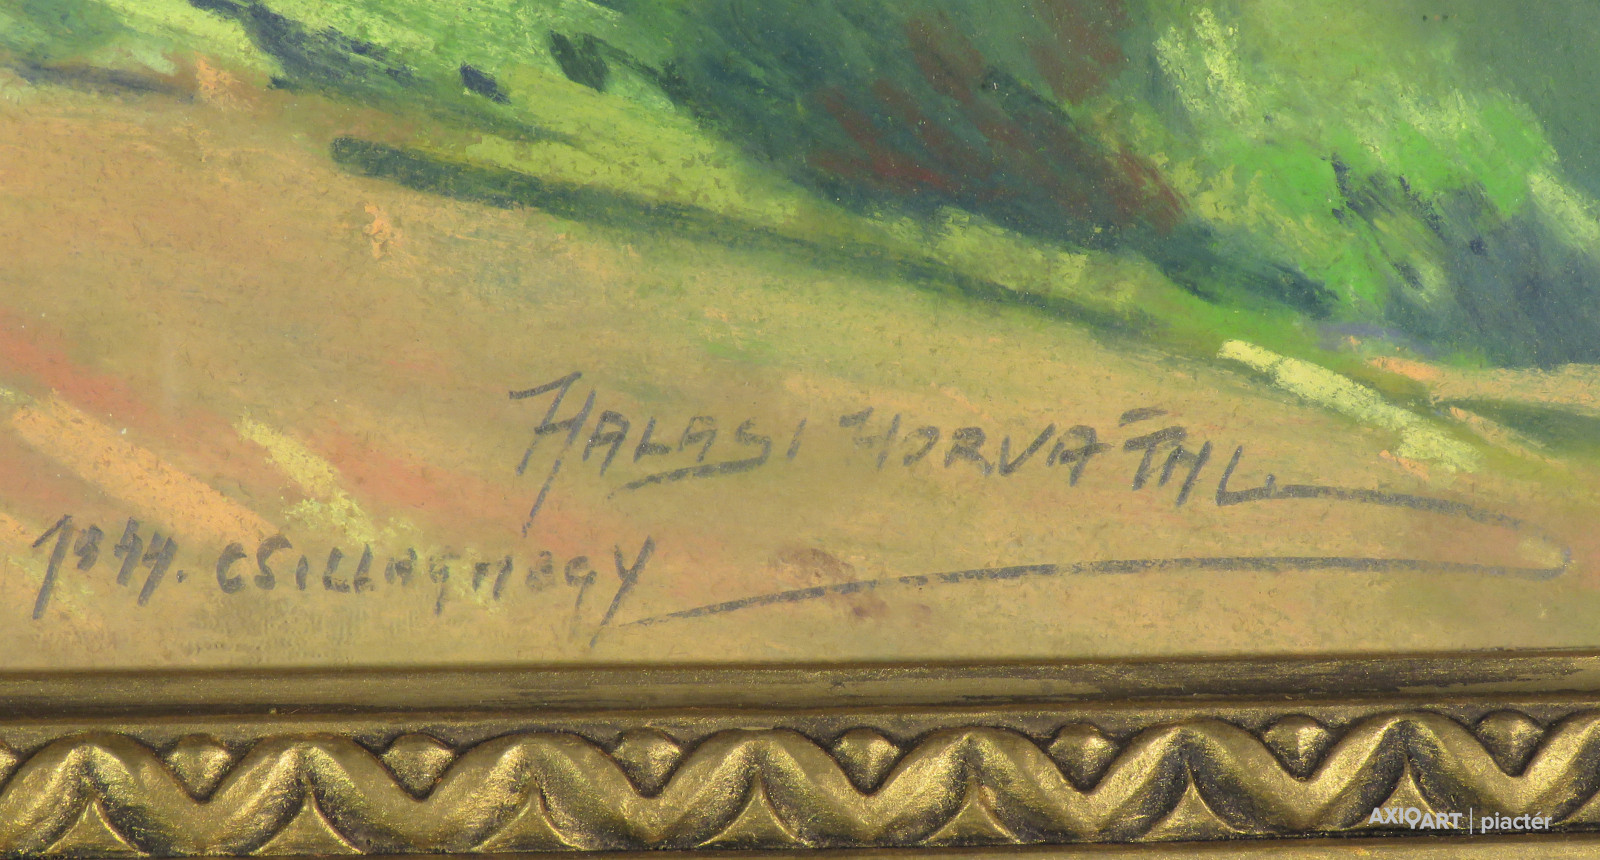 HALASI HORVÁTH L.
1944. CSILLAGHEGY
AXIOART | piactér